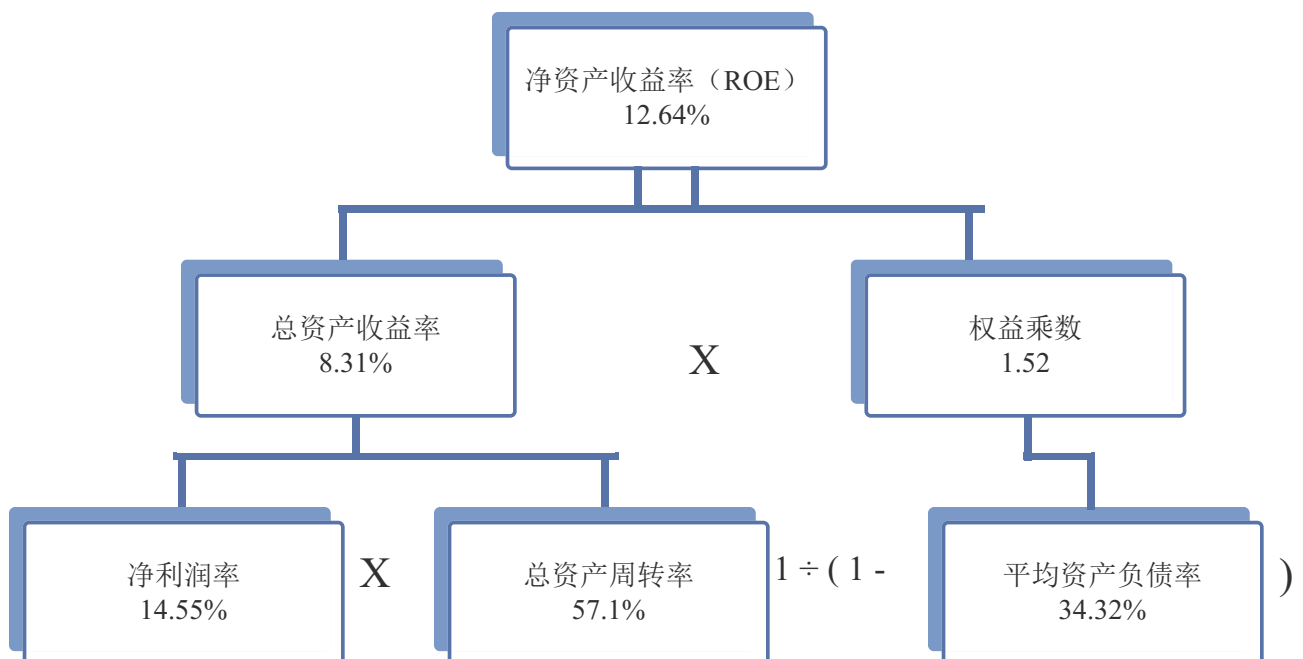 净资产收益率（ROE）
12.64%
总资产收益率
8.31%
X
权益乘数
1.52
净利润率
14.55%
X
总资产周转率
57.1%
1 ÷ ( 1 -
平均资产负债率
34.32%
)